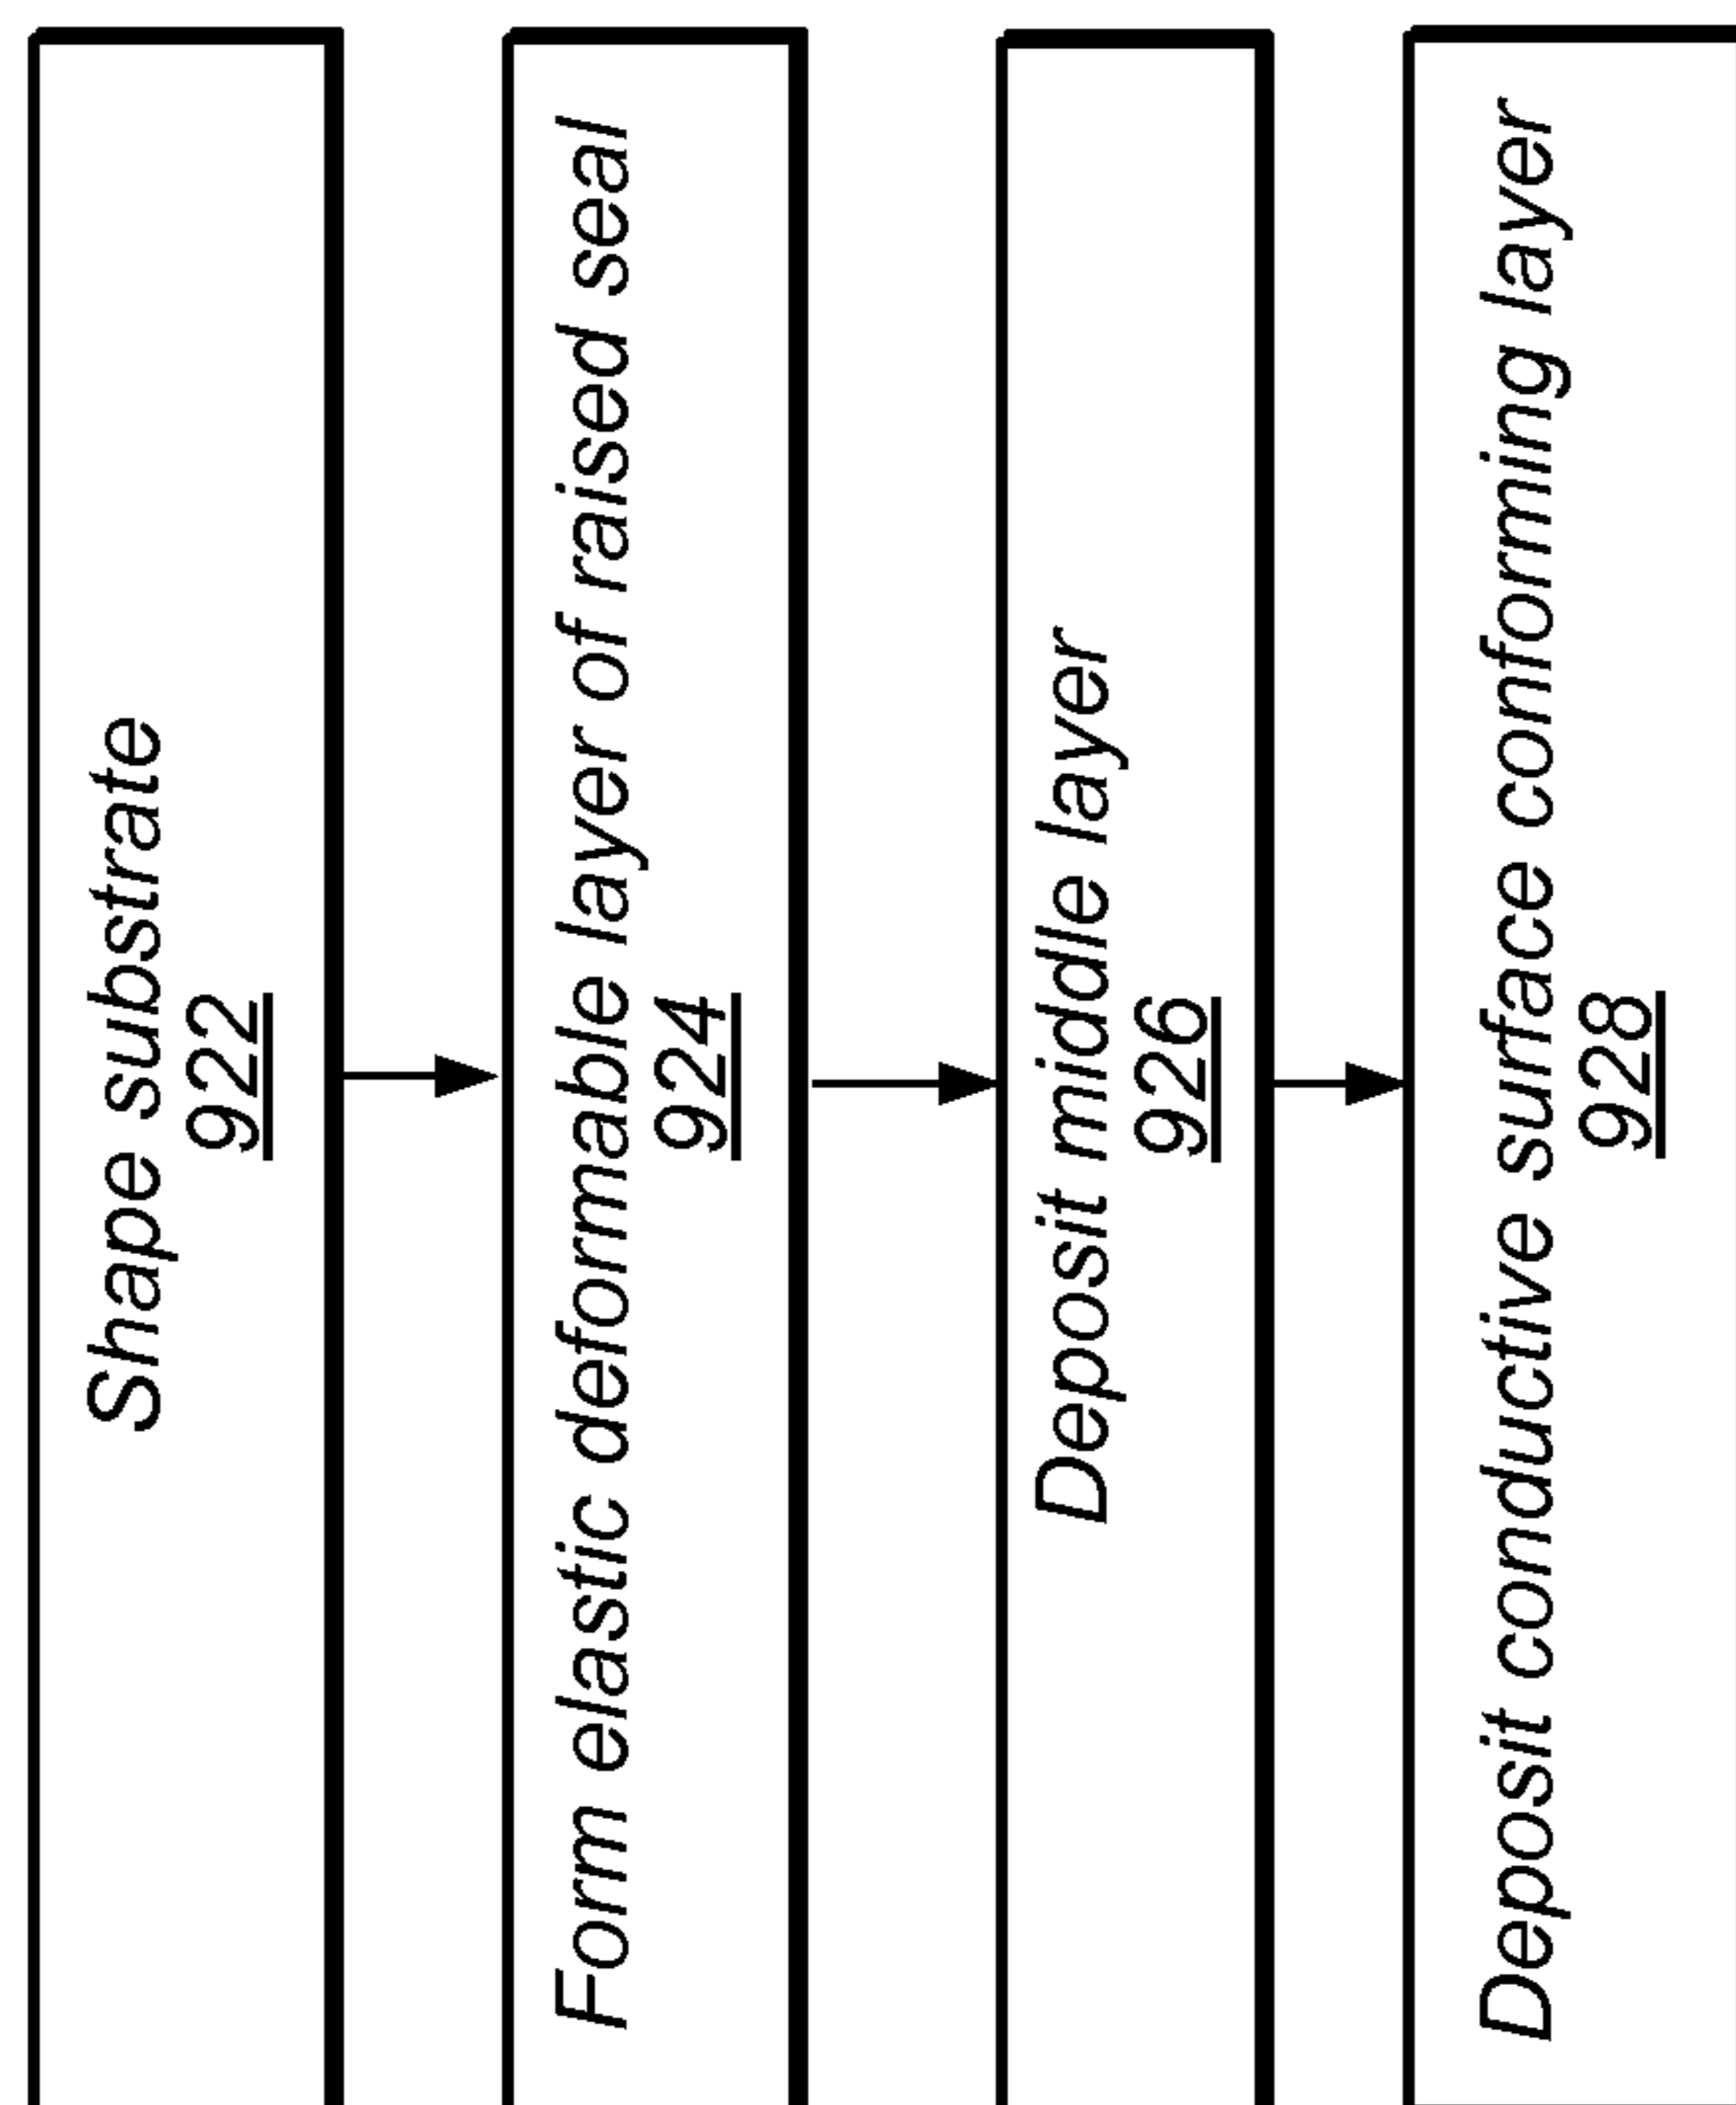 Shape substrate
922
Form elastic deformable layer of raised seal
924
Deposit middle layer
926
Deposit conductive surface conforming layer
928